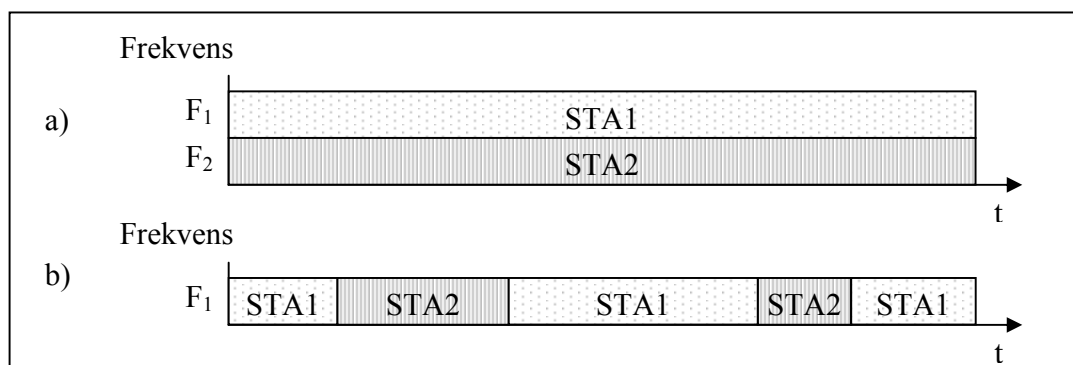 Frekvens
a)
F₁ STA1
F₂ STA2
t
Frekvens
b)
F₁ STA1 STA2 STA1 STA2 STA1
t